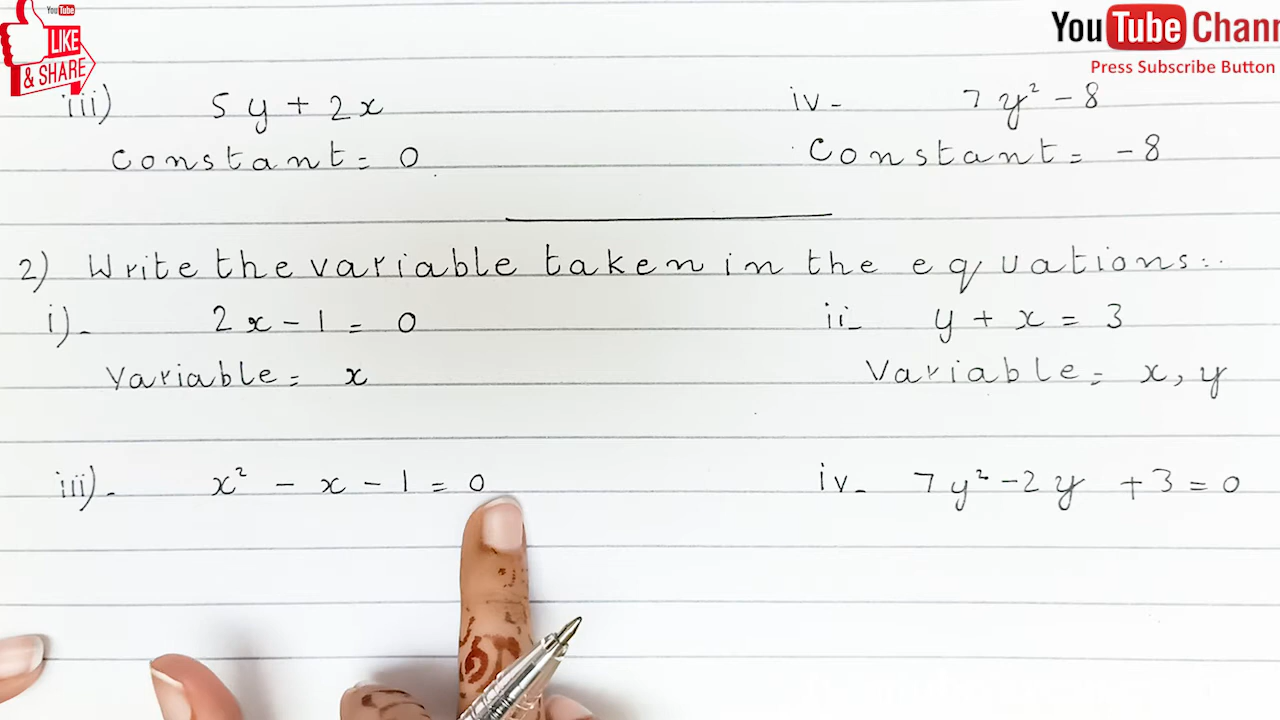 YouTube
LIKE
& SHARE
YouTube Chann
Press Subscribe Button
iii) 5y + 2x
Constant = 0
iv- 7y² - 8
Constant = -8
2) Write the variable taken in the equations:.
i)- 2x - 1 = 0
Variable = x
ii- y + x = 3
Variable = x, y
iii)- x² - x - 1 = 0
iv- 7y² - 2y + 3 = 0